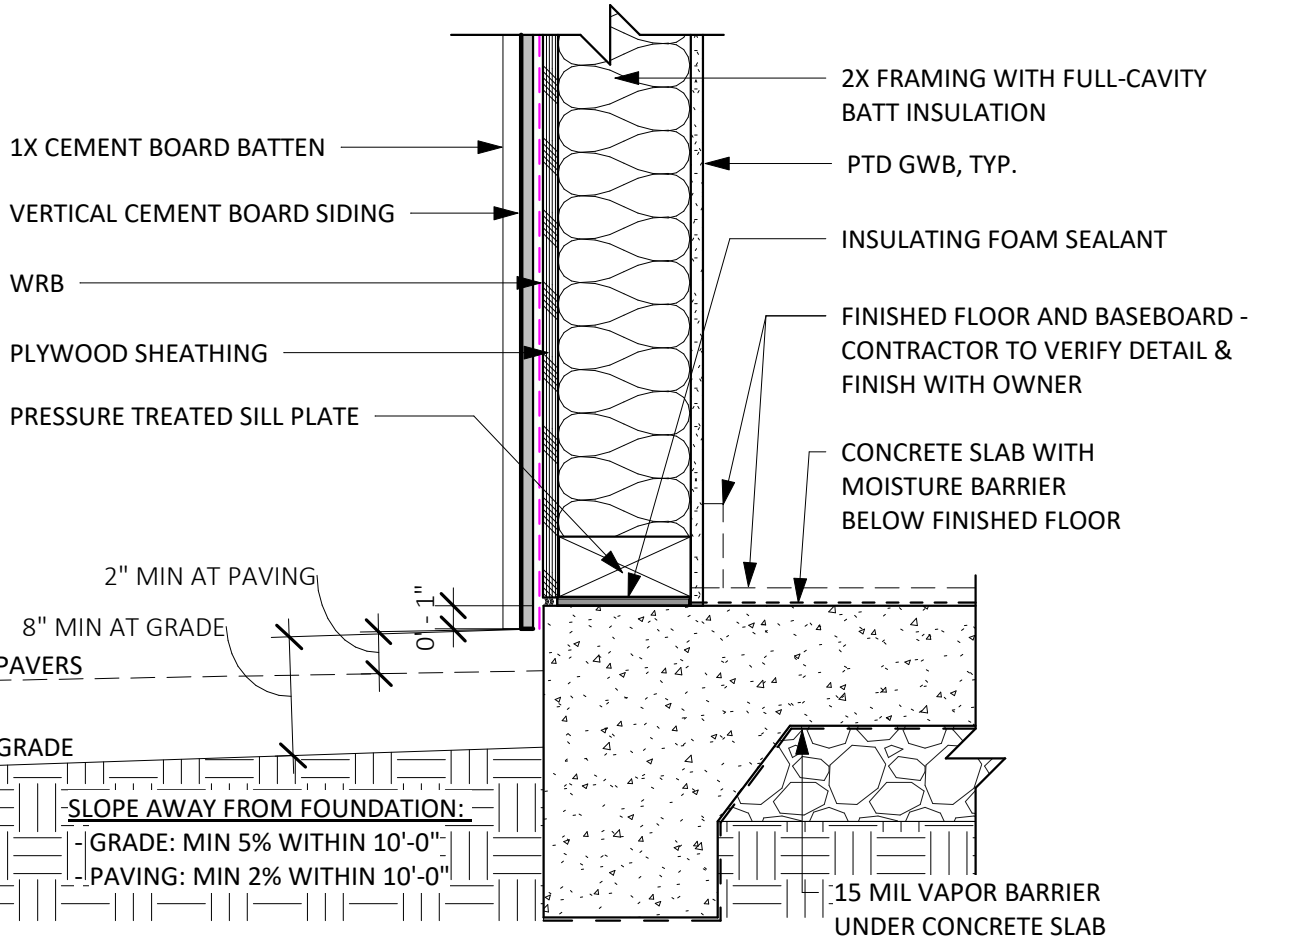 1X CEMENT BOARD BATTEN
VERTICAL CEMENT BOARD SIDING
WRB
PLYWOOD SHEATHING
PRESSURE TREATED SILL PLATE
2" MIN AT PAVING
8" MIN AT GRADE
0' - 1"
PAVERS
GRADE
SLOPE AWAY FROM FOUNDATION:
- GRADE: MIN 5% WITHIN 10'-0"
- PAVING: MIN 2% WITHIN 10'-0"
2X FRAMING WITH FULL-CAVITY
BATT INSULATION
PTD GWB, TYP.
INSULATING FOAM SEALANT
FINISHED FLOOR AND BASEBOARD -
CONTRACTOR TO VERIFY DETAIL &
FINISH WITH OWNER
CONCRETE SLAB WITH
MOISTURE BARRIER
BELOW FINISHED FLOOR
15 MIL VAPOR BARRIER
UNDER CONCRETE SLAB